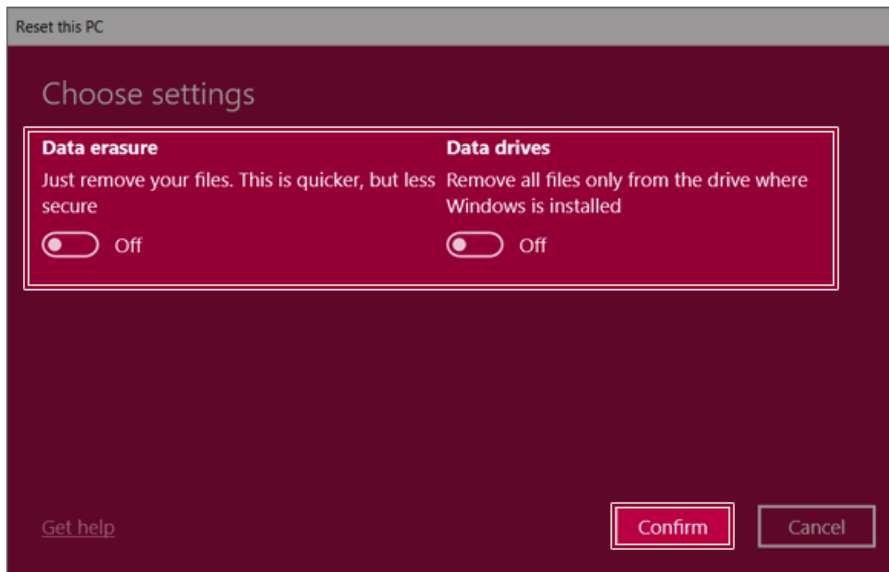 Reset this PC
Choose settings
Data erasure
Just remove your files. This is quicker, but less
secure
Off
Data drives
Remove all files only from the drive where
Windows is installed
Off
Get help
Confirm
Cancel